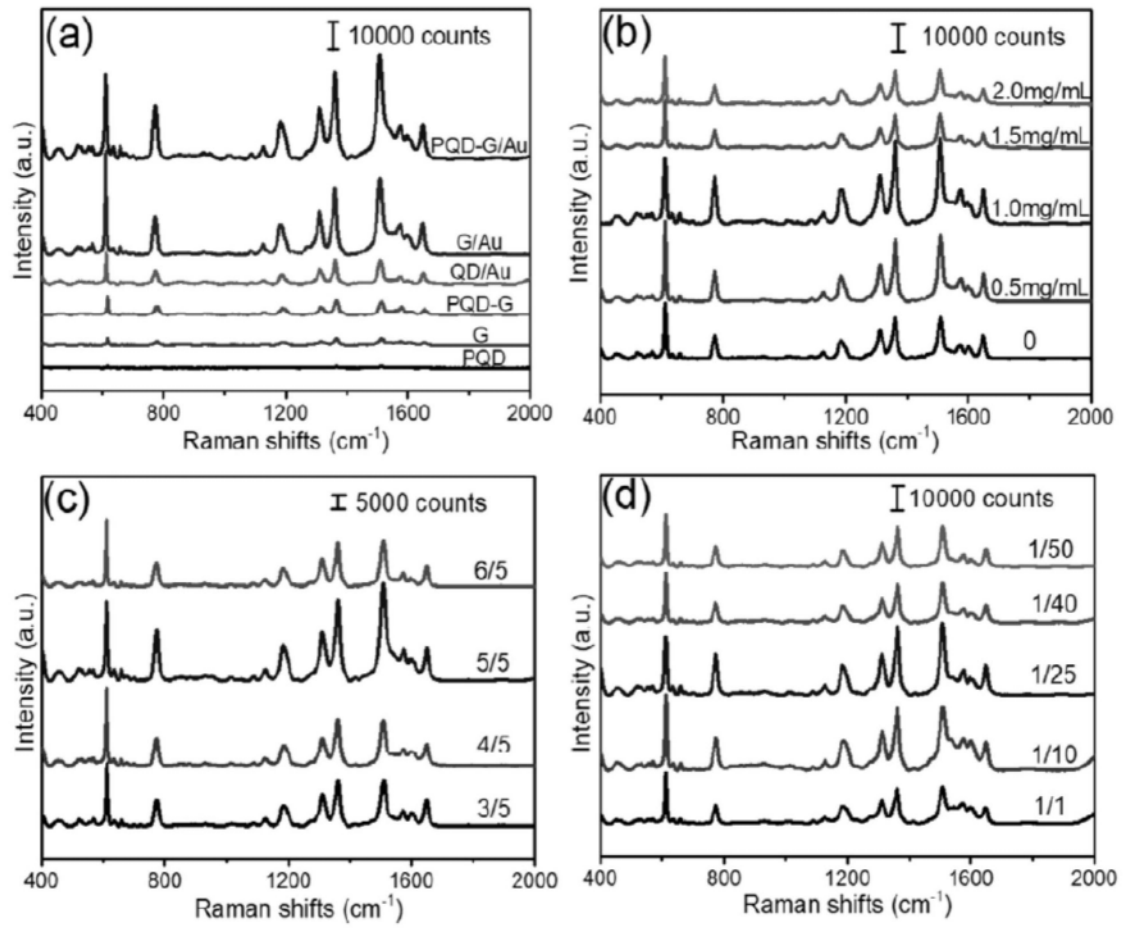 (a)
10000 counts
PQD-G/Au
G/Au
QD/Au
PQD-G
G
PQD
Intensity (a.u.)
400 800 1200 1600 2000
Raman shifts (cm⁻¹)
(b)
10000 counts
2.0mg/mL
1.5mg/mL
1.0mg/mL
0.5mg/mL
0
Intensity (a.u.)
400 800 1200 1600 2000
Raman shifts (cm⁻¹)
(c)
5000 counts
6/5
5/5
4/5
3/5
Intensity (a.u.)
400 800 1200 1600 2000
Raman shifts (cm⁻¹)
(d)
10000 counts
1/50
1/40
1/25
1/10
1/1
Intensity (a.u.)
400 800 1200 1600 2000
Raman shifts (cm⁻¹)